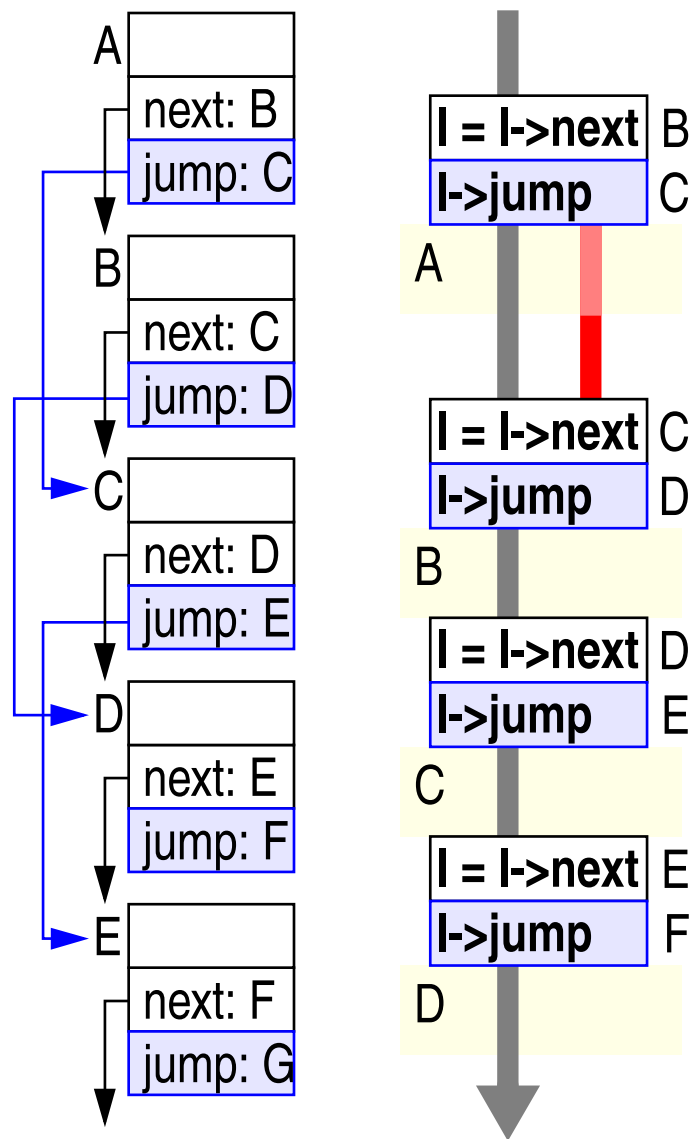 A
next: B
jump: C
B
next: C
jump: D
C
next: D
jump: E
D
next: E
jump: F
E
next: F
jump: G
I = I->next B
I->jump C
A
I = I->next C
I->jump D
B
I = I->next D
I->jump E
C
I = I->next E
I->jump F
D